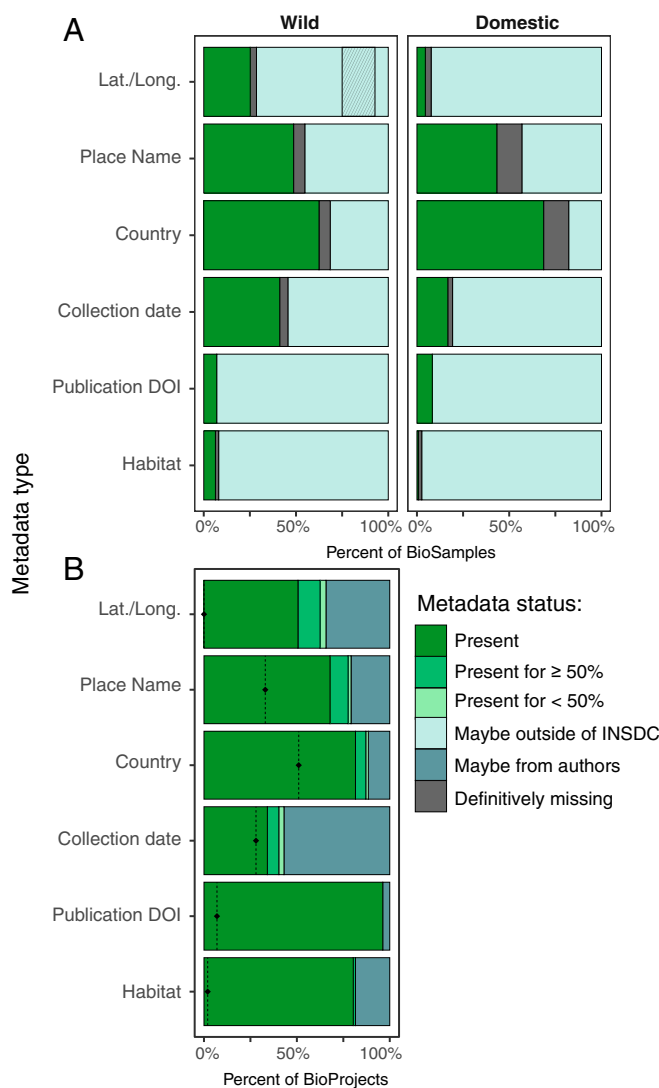 A
Wild
Domestic
Lat./Long.
Place Name
Country
Collection date
Publication DOI
Habitat
0%
50%
100%
0%
50%
100%
Percent of BioSamples
Metadata type
B
Lat./Long.
Place Name
Country
Collection date
Publication DOI
Habitat
0%
50%
100%
Percent of BioProjects
Metadata status:
Present
Present for ≥ 50%
Present for < 50%
Maybe outside of INSDC
Maybe from authors
Definitively missing